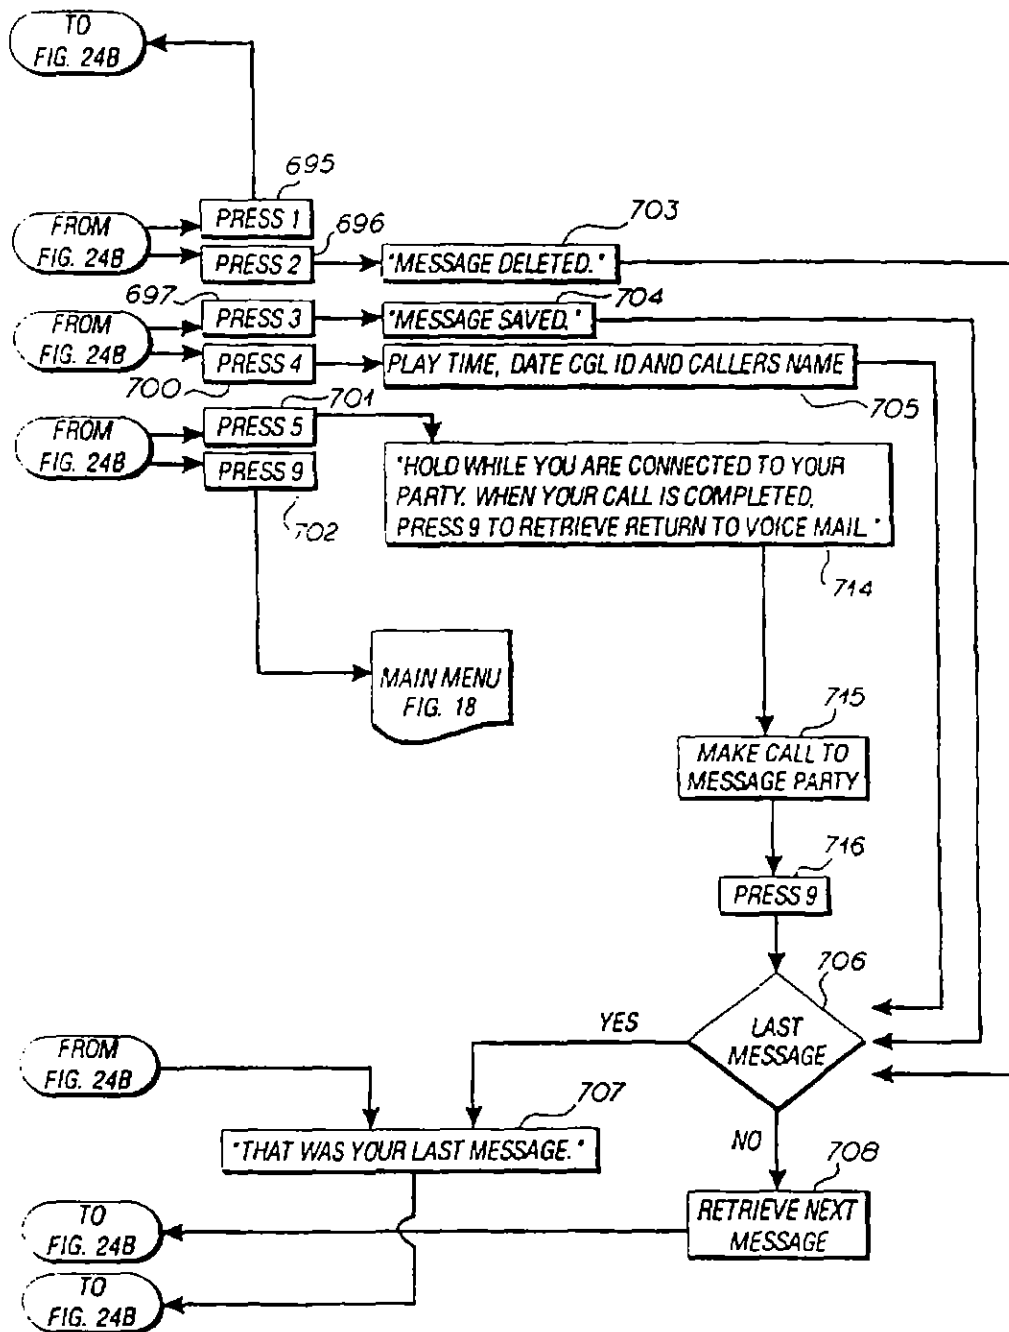 TO
FIG. 24B
695
FROM
FIG. 24B
PRESS 1
696
PRESS 2
703
"MESSAGE DELETED."
697
FROM
FIG. 24B
PRESS 3
704
"MESSAGE SAVED."
PRESS 4
PLAY TIME, DATE CGL ID AND CALLERS NAME
700
701
705
FROM
FIG. 24B
PRESS 5
PRESS 9
702
"HOLD WHILE YOU ARE CONNECTED TO YOUR
PARTY. WHEN YOUR CALL IS COMPLETED,
PRESS 9 TO RETRIEVE RETURN TO VOICE MAIL."
714
MAIN MENU
FIG. 18
715
MAKE CALL TO
MESSAGE PARTY
716
PRESS 9
706
LAST
MESSAGE
YES
FROM
FIG. 24B
707
"THAT WAS YOUR LAST MESSAGE."
NO
708
RETRIEVE NEXT
MESSAGE
TO
FIG. 24B
TO
FIG. 24B